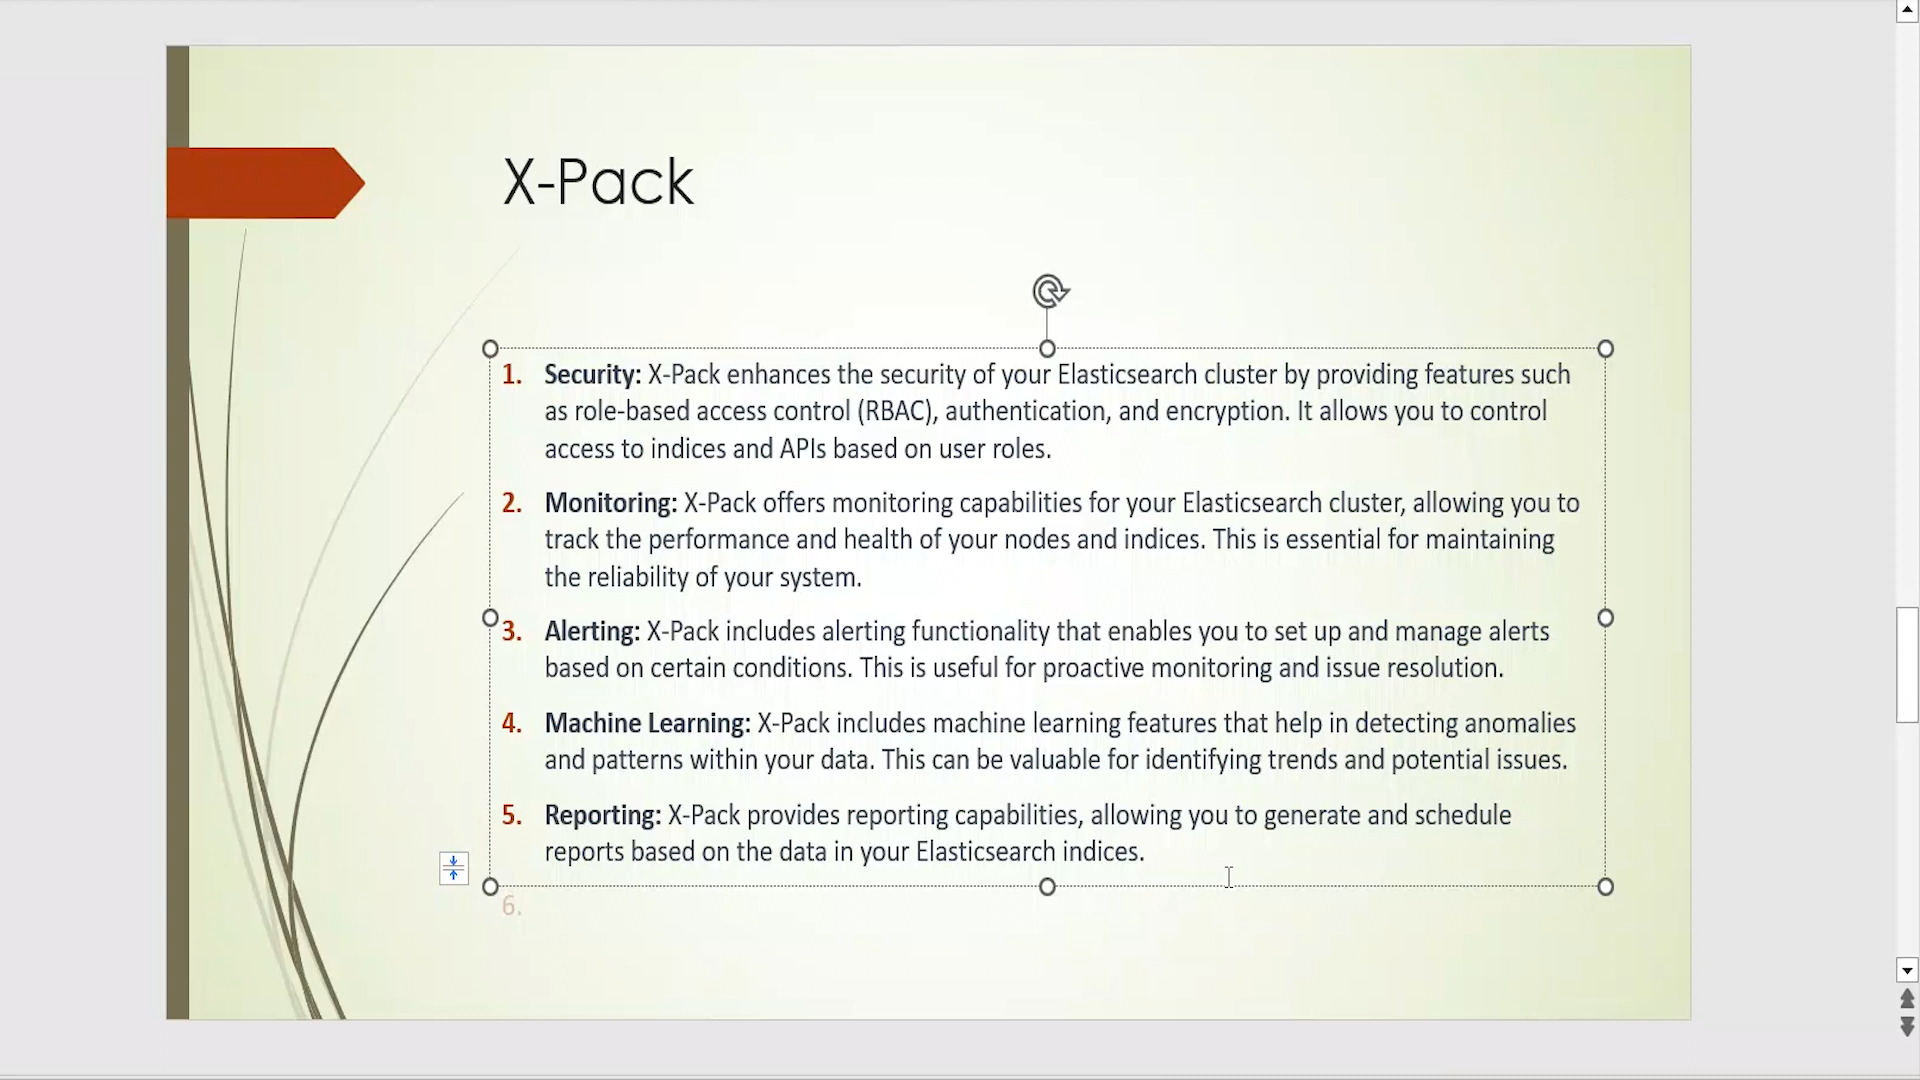 X-Pack
1. Security: X-Pack enhances the security of your Elasticsearch cluster by providing features such
as role-based access control (RBAC), authentication, and encryption. It allows you to control
access to indices and APIs based on user roles.
2. Monitoring: X-Pack offers monitoring capabilities for your Elasticsearch cluster, allowing you to
track the performance and health of your nodes and indices. This is essential for maintaining
the reliability of your system.
3. Alerting: X-Pack includes alerting functionality that enables you to set up and manage alerts
based on certain conditions. This is useful for proactive monitoring and issue resolution.
4. Machine Learning: X-Pack includes machine learning features that help in detecting anomalies
and patterns within your data. This can be valuable for identifying trends and potential issues.
5. Reporting: X-Pack provides reporting capabilities, allowing you to generate and schedule
reports based on the data in your Elasticsearch indices.
6.